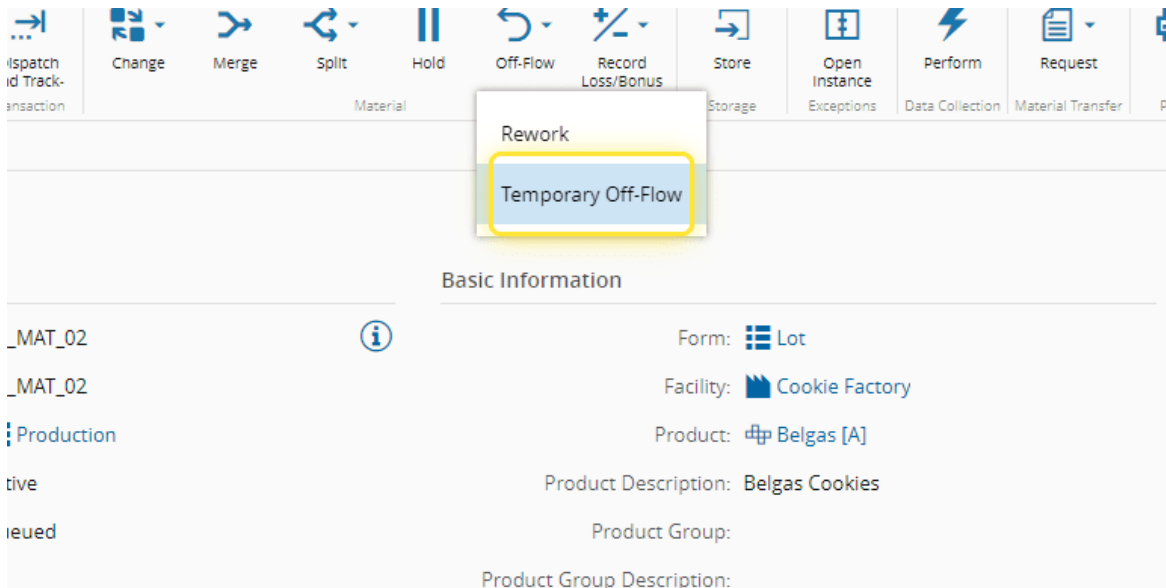 Change
Merge
Split
Hold
Off-Flow
Record
Loss/Bonus
Store
Open
Instance
Perform
Request
Material
Storage
Exceptions
Data Collection
Material Transfer
Rework
Temporary Off-Flow
Basic Information
_MAT_02
Form: Lot
_MAT_02
Facility: Cookie Factory
Production
Product: Belgas [A]
Product Description: Belgas Cookies
Product Group:
Product Group Description: